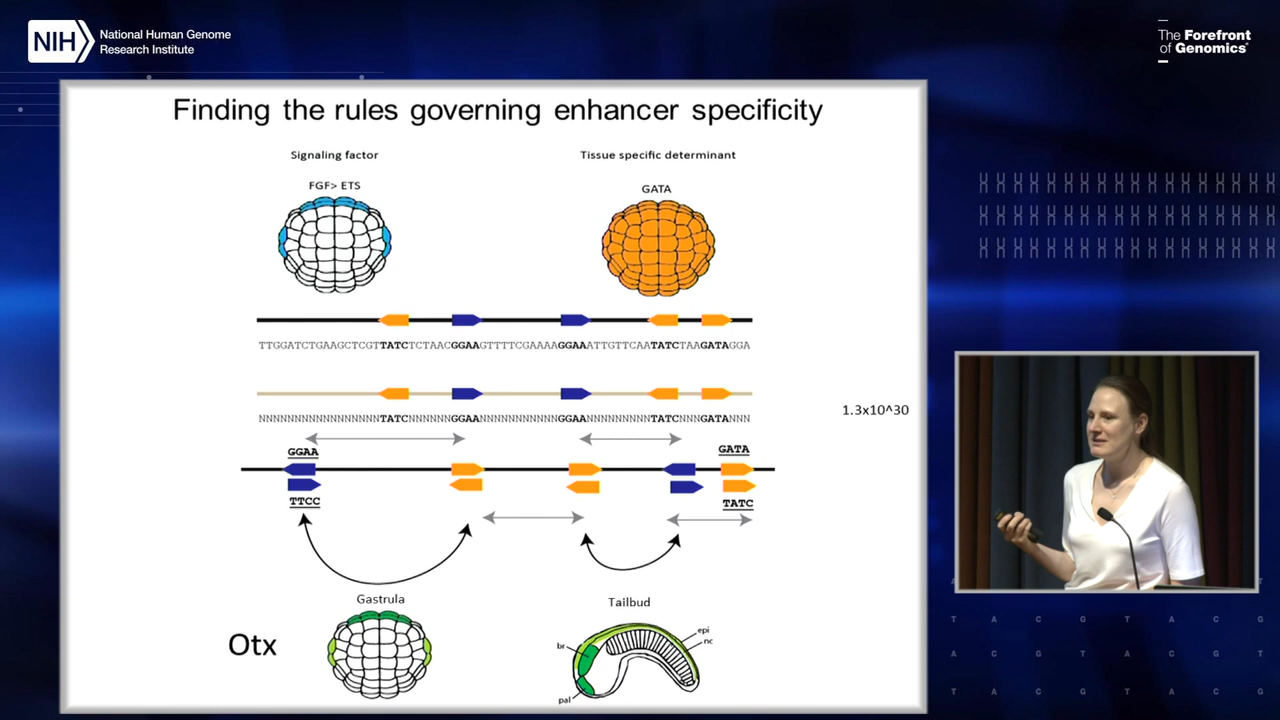 NIH National Human Genome
Research Institute
The Forefront
of Genomics®
Finding the rules governing enhancer specificity
Signaling factor Tissue specific determinant
FGF> ETS GATA
TTGGATCTGAAGCTCGTTATCTCTAACGGAAGTTTTCGAAAAGGAAATTGTTCAATATCTAAGATAGGA
1.3x10^30
NNNNNNNNNNNNNNNNNTATCNNNNNNGGAANNNNNNNNNNNGGAANNNNNNNNNTATCNNNGATANNN
GGAA GATA
TTCC TATC
Gastrula Tailbud
Otx
br epi
nc
pal
T A C G T A C G
A C G T A C G T
T A C G T A C G